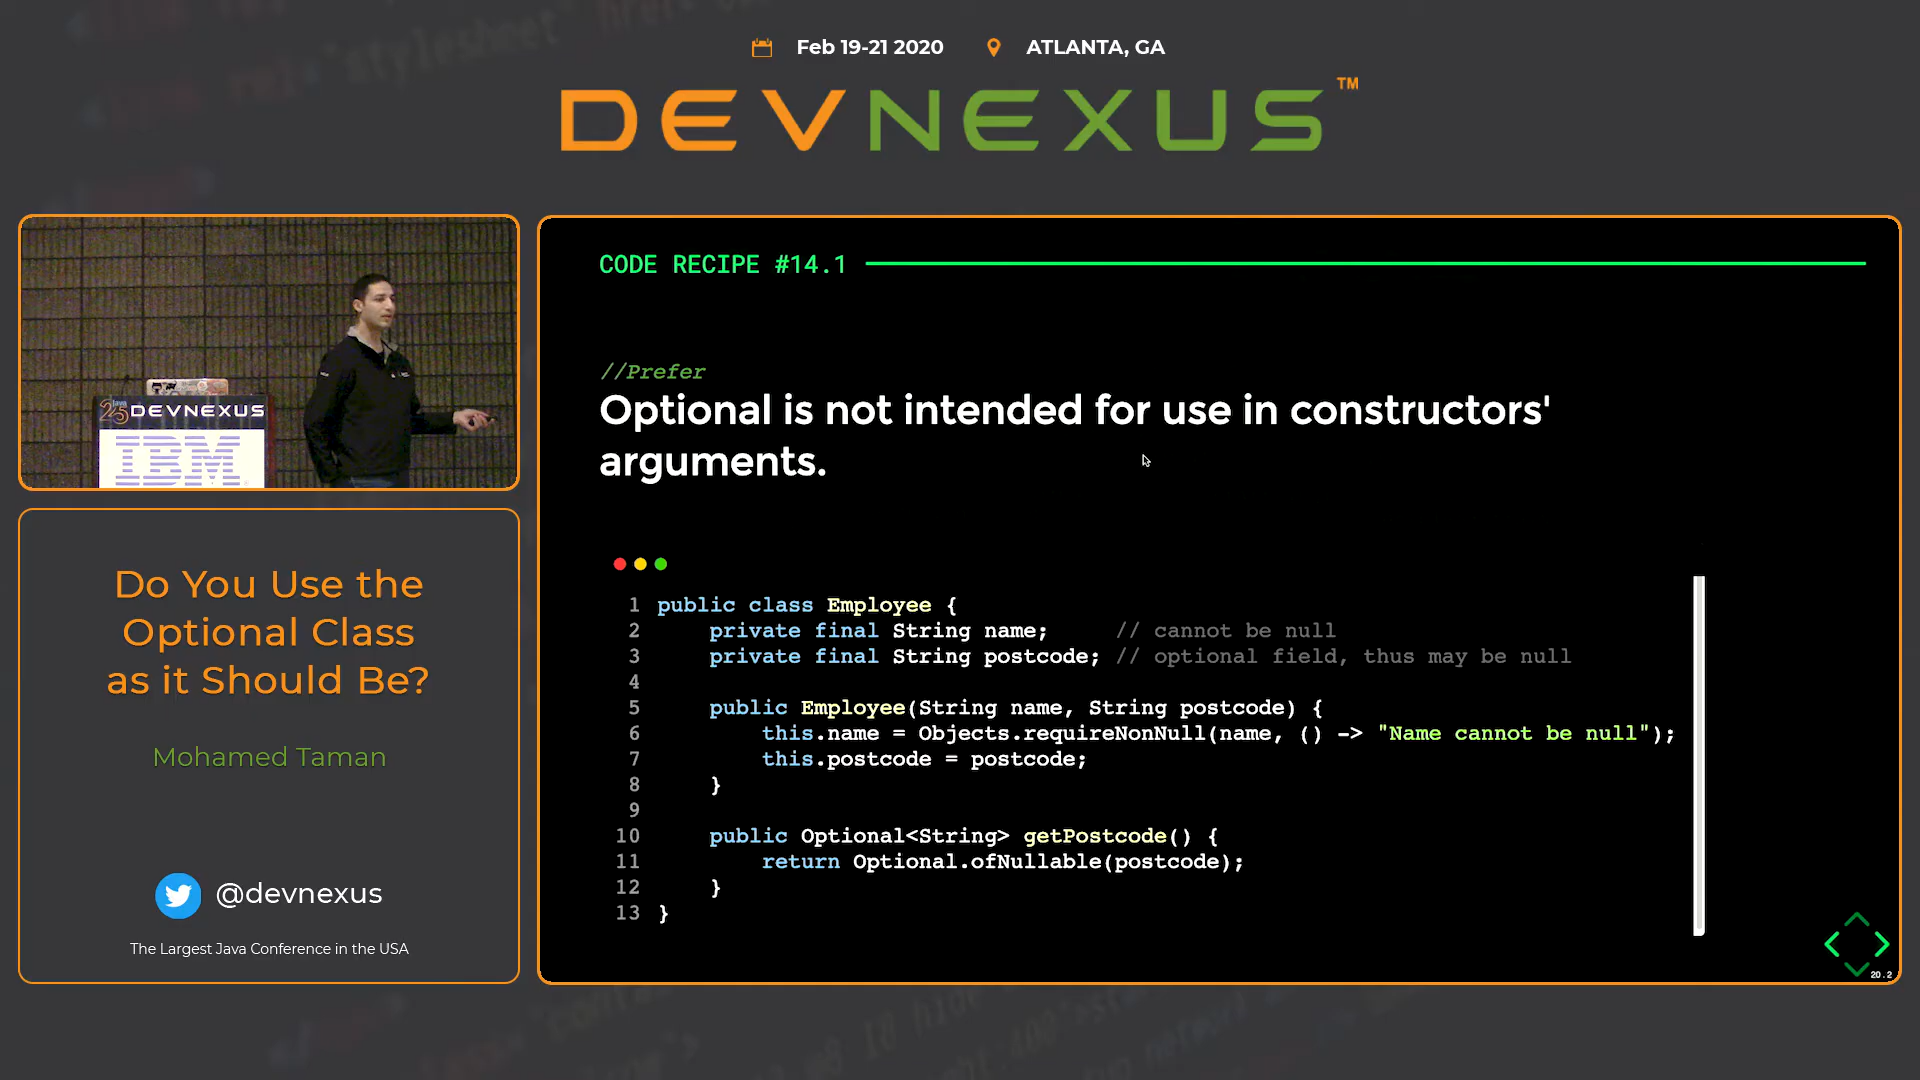 Feb 19-21 2020
ATLANTA, GA
DEVNEXUS™
Java
25 DEVNEXUS
IBM
Do You Use the
Optional Class
as it Should Be?
Mohamed Taman
@devnexus
The Largest Java Conference in the USA
CODE RECIPE #14.1
//Prefer
Optional is not intended for use in constructors'
arguments.
1 public class Employee {
2     private final String name;     // cannot be null
3     private final String postcode; // optional field, thus may be null
4
5     public Employee(String name, String postcode) {
6         this.name = Objects.requireNonNull(name, () -> "Name cannot be null");
7         this.postcode = postcode;
8     }
9
10     public Optional<String> getPostcode() {
11         return Optional.ofNullable(postcode);
12     }
13 }
20.2